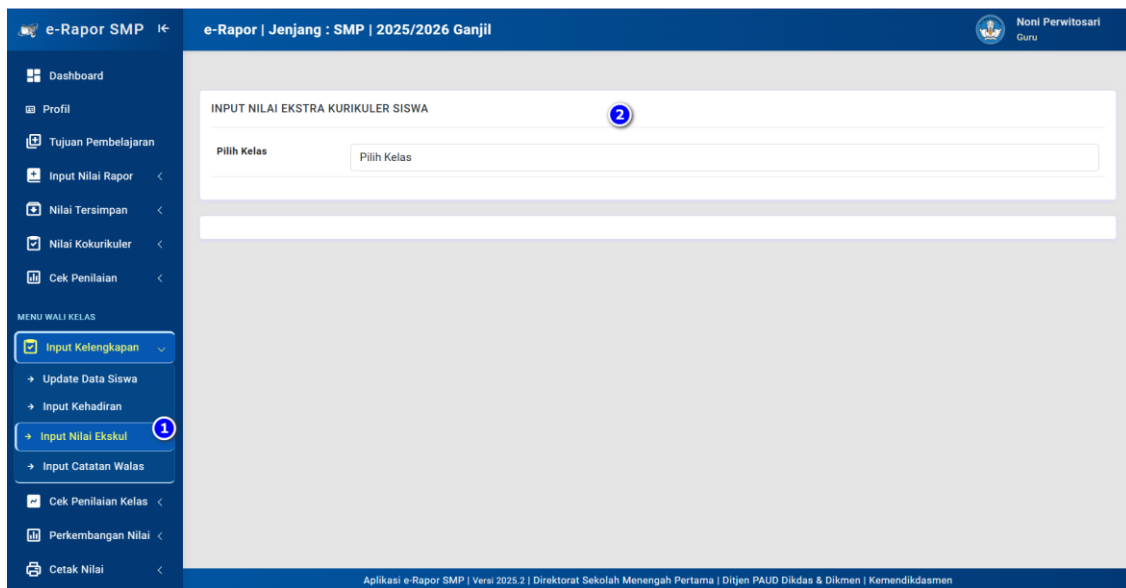 e-Rapor SMP
e-Rapor | Jenjang : SMP | 2025/2026 Ganjil
Noni Perwitosari
Guru
Dashboard
Profil
Tujuan Pembelajaran
Input Nilai Rapor
Nilai Tersimpan
Nilai Kokurikuler
Cek Penilaian
MENU WALI KELAS
Input Kelengkapan
Update Data Siswa
Input Kehadiran
Input Nilai Ekskul
1
Input Catatan Walas
Cek Penilaian Kelas
Perkembangan Nilai
Cetak Nilai
INPUT NILAI EKSTRA KURIKULER SISWA
2
Pilih Kelas
Pilih Kelas
Aplikasi e-Rapor SMP | Versi 2025.2 | Direktorat Sekolah Menengah Pertama | Ditjen PAUD Dikdas & Dikmen | Kemendikdasmen